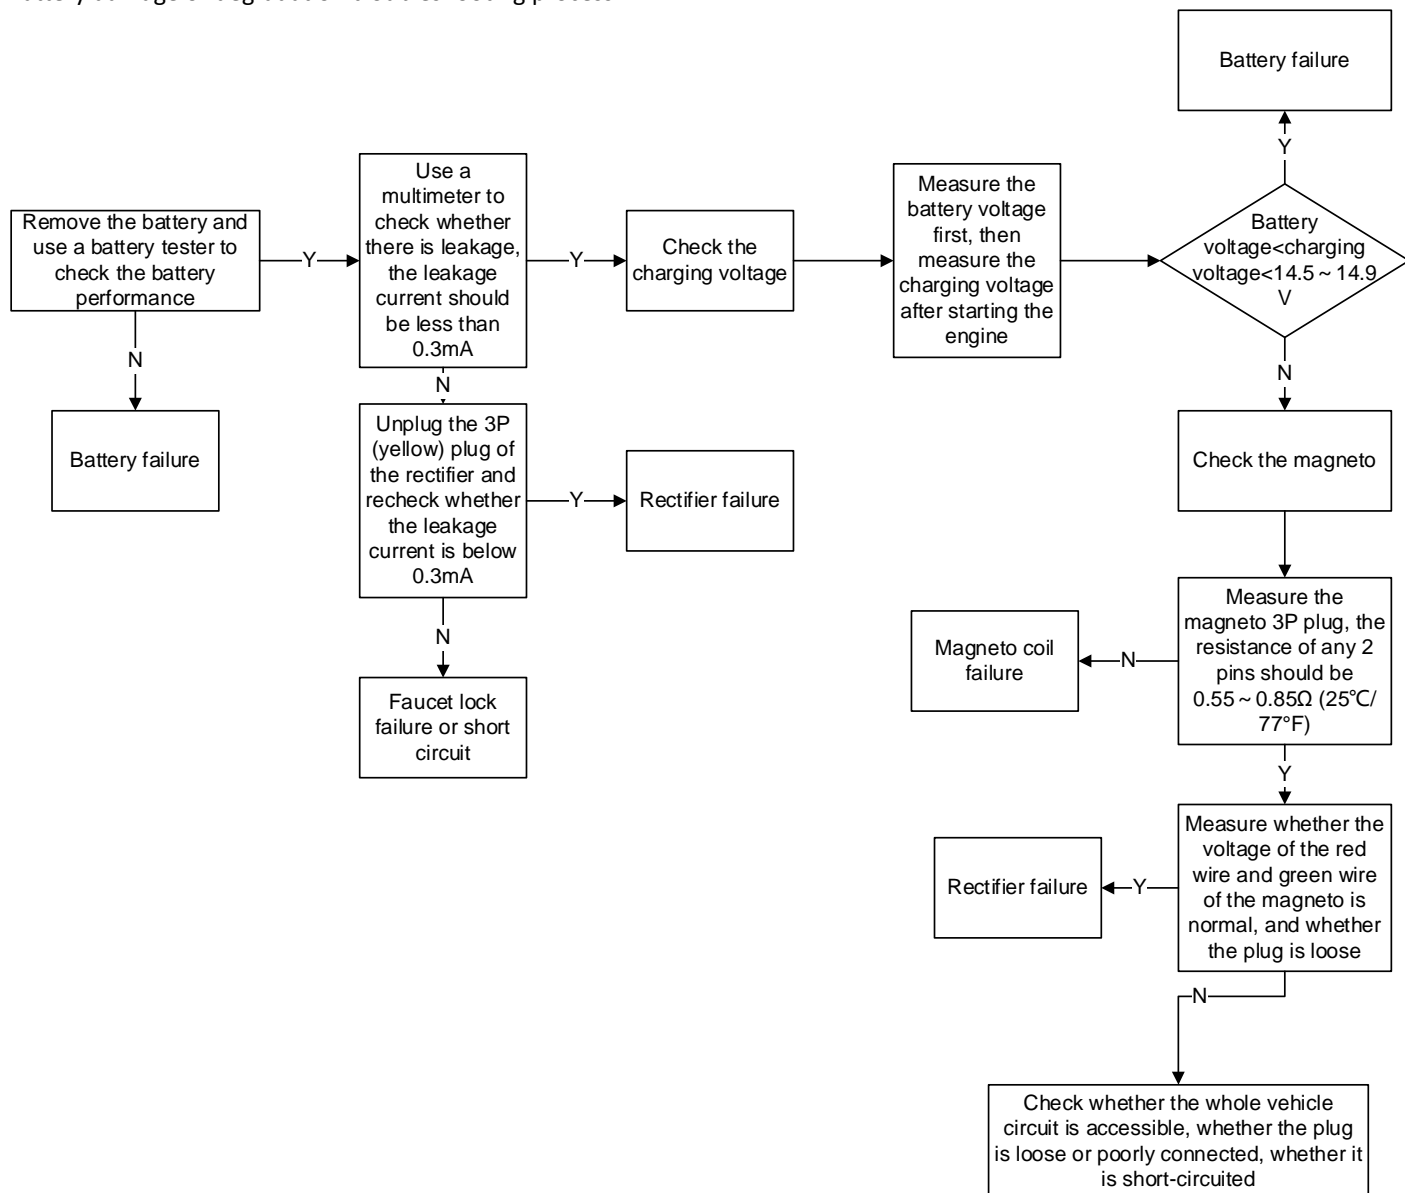 Battery failure
Remove the battery and
use a battery tester to
check the battery
performance
Y
Use a
multimeter to
check whether
there is leakage,
the leakage
current should
be less than
0.3mA
Y
Check the
charging voltage
Measure the
battery voltage
first, then
measure the
charging voltage
after starting the
engine
Y
Battery
voltage<charging
voltage<14.5～14.9
V
N
Battery failure
N
Unplug the 3P
(yellow) plug of
the rectifier and
recheck whether
the leakage
current is below
0.3mA
Y
Rectifier failure
N
Faucet lock
failure or short
circuit
N
Check the magneto
Measure the
magneto 3P plug, the
resistance of any 2
pins should be
0.55～0.85Ω (25℃/
77°F)
N
Magneto coil
failure
Y
Measure whether the
voltage of the red
wire and green wire
of the magneto is
normal, and whether
the plug is loose
Y
Rectifier failure
N
Check whether the whole vehicle
circuit is accessible, whether the plug
is loose or poorly connected, whether it
is short-circuited